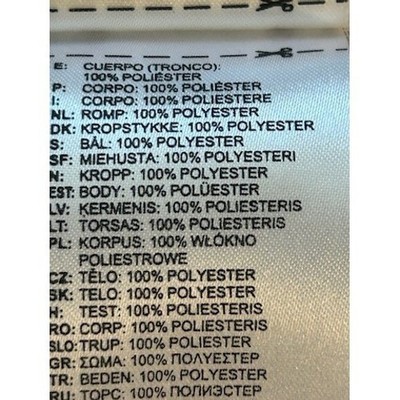 E: CUERPO (TRONCO):
100% POLIÉSTER
P: CORPO: 100% POLIÉSTER
I: CORPO: 100% POLIESTERE
NL: ROMP: 100% POLYESTER
DK: KROPSTYKKE: 100% POLYESTER
S: BÅL: 100% POLYESTER
SF: MIEHUSTA: 100% POLYESTERI
N: KROPP: 100% POLYESTER
EST: BODY: 100% POLÜESTER
LV: ĶERMENIS: 100% POLIESTERIS
LT: TORSAS: 100% POLIESTERIS
PL: KORPUS: 100% WŁÓKNO
POLIESTROWE
CZ: TĚLO: 100% POLYESTER
SK: TELO: 100% POLYESTER
H: TEST: 100% POLIESTERIS
RO: CORP: 100% POLIESTERIS
SLO: TRUP: 100% POLIESTER
GR: ΣΩΜΑ: 100% ΠΟΛΥΕΣΤΕΡ
TR: BEDEN: 100% POLYESTER
RU: ТОРС: 100% ПОЛИЭСТЕР